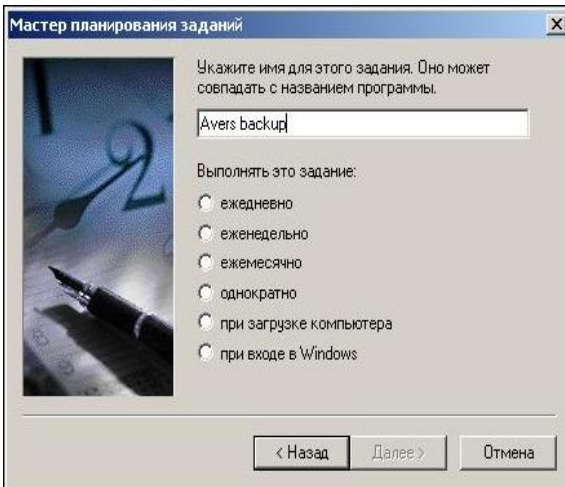 Мастер планирования заданий
Укажите имя для этого задания. Оно может
совпадать с названием программы.
Avers backup
Выполнять это задание:
ежедневно
еженедельно
ежемесячно
однократно
при загрузке компьютера
при входе в Windows
< Назад
Далее >
Отмена